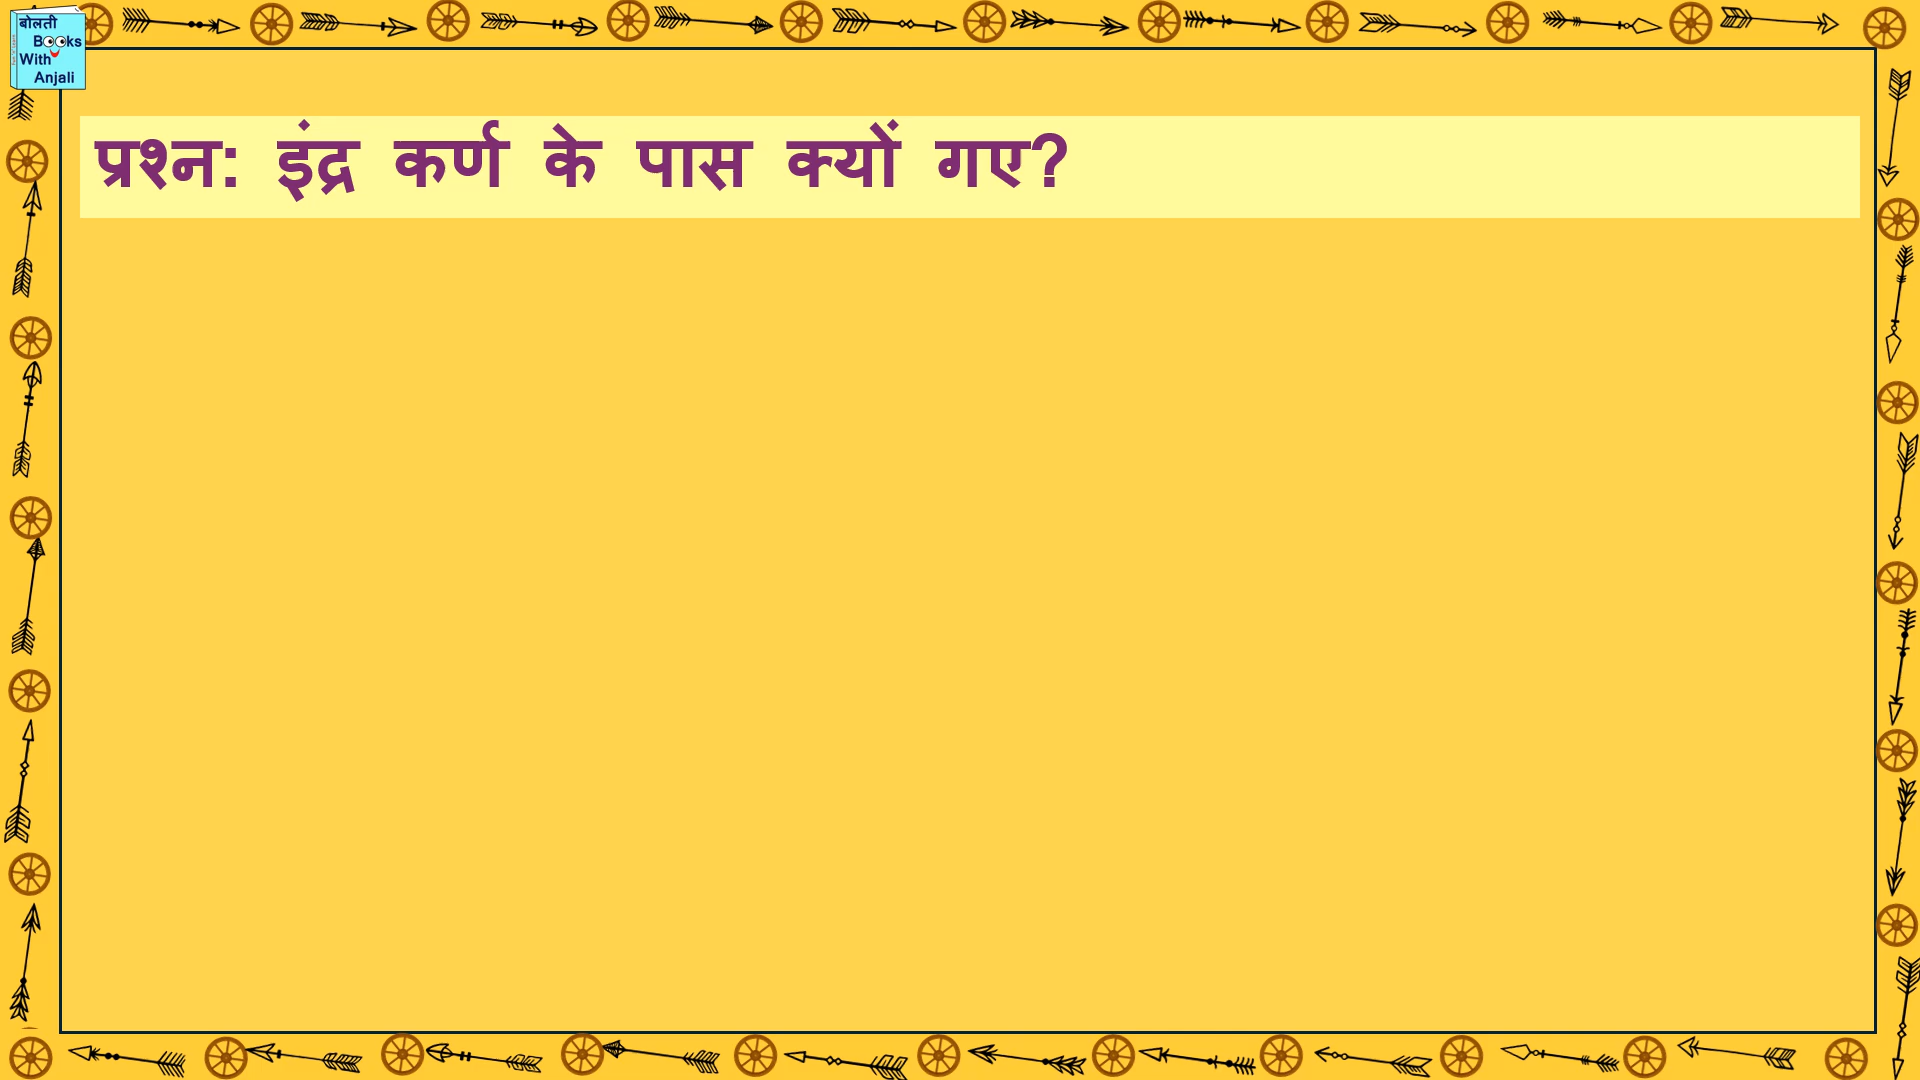 बोलती
Books
With
Anjali
प्रश्न: इंद्र कर्ण के पास क्यों गए?